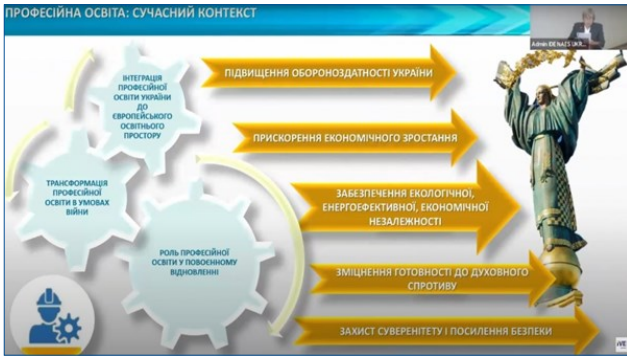 ПРОФЕСІЙНА ОСВІТА: СУЧАСНИЙ КОНТЕКСТ
ІНТЕГРАЦІЯ
ПРОФЕСІЙНОЇ
ОСВІТИ УКРАЇНИ
ДО
ЄВРОПЕЙСЬКОГО
ОСВІТНЬОГО
ПРОСТОРУ
ТРАНСФОРМАЦІЯ
ПРОФЕСІЙНОЇ
ОСВІТИ В УМОВАХ
ВІЙНИ
РОЛЬ ПРОФЕСІЙНОЇ
ОСВІТИ У ПОВОЄННОМУ
ВІДНОВЛЕННІ
ПІДВИЩЕННЯ ОБОРОНОЗДАТНОСТІ УКРАЇНИ
ПРИСКОРЕННЯ ЕКОНОМІЧНОГО ЗРОСТАННЯ
ЗАБЕЗПЕЧЕННЯ ЕКОЛОГІЧНОЇ,
ЕНЕРГОЕФЕКТИВНОЇ, ЕКОНОМІЧНОЇ
НЕЗАЛЕЖНОСТІ
ЗМІЦНЕННЯ ГОТОВНОСТІ ДО ДУХОВНОГО
СПРОТИВУ
ЗАХИСТ СУВЕРЕНІТЕТУ І ПОСИЛЕННЯ БЕЗПЕКИ